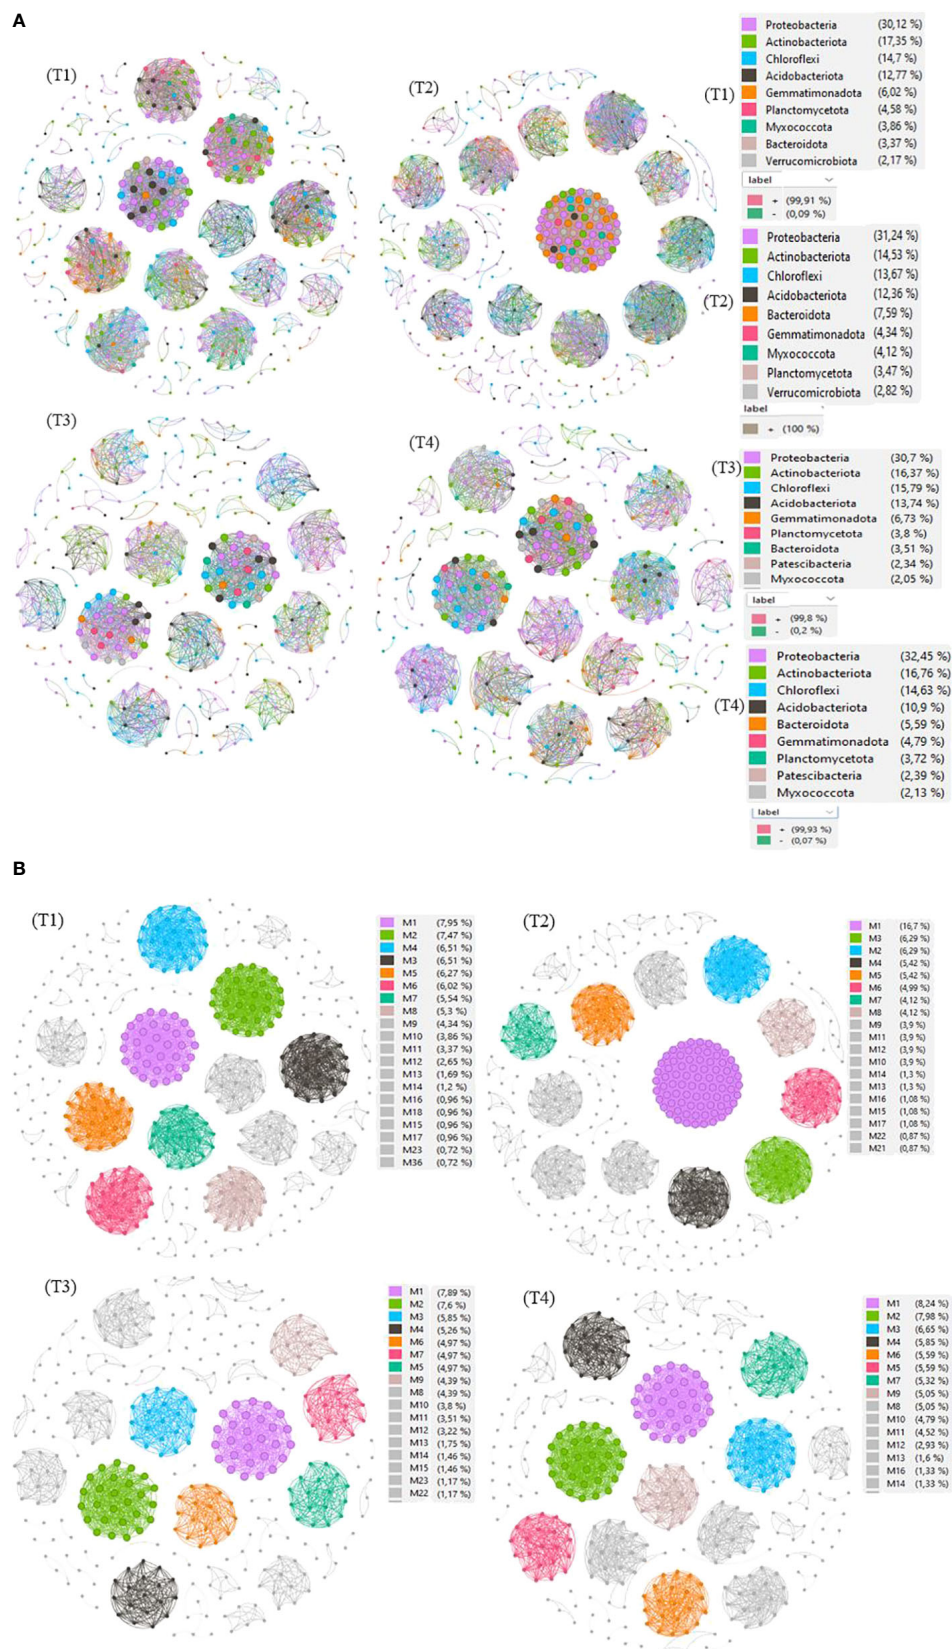 A
(T1)
(T2)
(T1)
Proteobacteria (30,12 %)
Actinobacteriota (17,35 %)
Chloroflexi (14,7 %)
Acidobacteriota (12,77 %)
Gemmatimonadota (6,02 %)
Planctomycetota (4,58 %)
Myxococcota (3,86 %)
Bacteroidota (3,37 %)
Verrucomicrobiota (2,17 %)
label
+ (99,91 %)
- (0,09 %)
(T2)
Proteobacteria (31,24 %)
Actinobacteriota (14,53 %)
Chloroflexi (13,67 %)
Acidobacteriota (12,36 %)
Bacteroidota (7,59 %)
Gemmatimonadota (4,34 %)
Myxococcota (4,12 %)
Planctomycetota (3,47 %)
Verrucomicrobiota (2,82 %)
label
+ (100 %)
(T3)
(T4)
(T3)
Proteobacteria (30,7 %)
Actinobacteriota (16,37 %)
Chloroflexi (15,79 %)
Acidobacteriota (13,74 %)
Gemmatimonadota (6,73 %)
Planctomycetota (3,8 %)
Bacteroidota (3,51 %)
Patescibacteria (2,34 %)
Myxococcota (2,05 %)
label
+ (99,8 %)
- (0,2 %)
(T4)
Proteobacteria (32,45 %)
Actinobacteriota (16,76 %)
Chloroflexi (14,63 %)
Acidobacteriota (10,9 %)
Bacteroidota (5,59 %)
Gemmatimonadota (4,79 %)
Planctomycetota (3,72 %)
Patescibacteria (2,39 %)
Myxococcota (2,13 %)
label
+ (99,93 %)
- (0,07 %)
B
(T1)
M1 (7,95 %)
M2 (7,47 %)
M4 (6,51 %)
M3 (6,51 %)
M5 (6,27 %)
M6 (6,02 %)
M7 (5,54 %)
M8 (5,3 %)
M9 (4,34 %)
M10 (3,86 %)
M11 (3,37 %)
M12 (2,65 %)
M13 (1,69 %)
M14 (1,2 %)
M16 (0,96 %)
M18 (0,96 %)
M15 (0,96 %)
M17 (0,96 %)
M23 (0,72 %)
M36 (0,72 %)
(T2)
M1 (16,7 %)
M3 (6,29 %)
M2 (6,29 %)
M4 (5,42 %)
M5 (5,42 %)
M6 (4,99 %)
M7 (4,12 %)
M8 (4,12 %)
M9 (3,9 %)
M11 (3,9 %)
M12 (3,9 %)
M10 (3,9 %)
M14 (1,3 %)
M13 (1,3 %)
M16 (1,08 %)
M15 (1,08 %)
M17 (1,08 %)
M22 (0,87 %)
M21 (0,87 %)
(T3)
M1 (7,89 %)
M2 (7,6 %)
M3 (5,85 %)
M4 (5,26 %)
M6 (4,97 %)
M7 (4,97 %)
M5 (4,97 %)
M9 (4,39 %)
M8 (4,39 %)
M10 (3,8 %)
M11 (3,51 %)
M12 (3,22 %)
M13 (1,75 %)
M14 (1,46 %)
M15 (1,46 %)
M23 (1,17 %)
M22 (1,17 %)
(T4)
M1 (8,24 %)
M2 (7,98 %)
M3 (6,65 %)
M4 (5,85 %)
M6 (5,59 %)
M5 (5,59 %)
M7 (5,32 %)
M9 (5,05 %)
M8 (5,05 %)
M10 (4,79 %)
M11 (4,52 %)
M12 (2,93 %)
M13 (1,6 %)
M16 (1,33 %)
M14 (1,33 %)